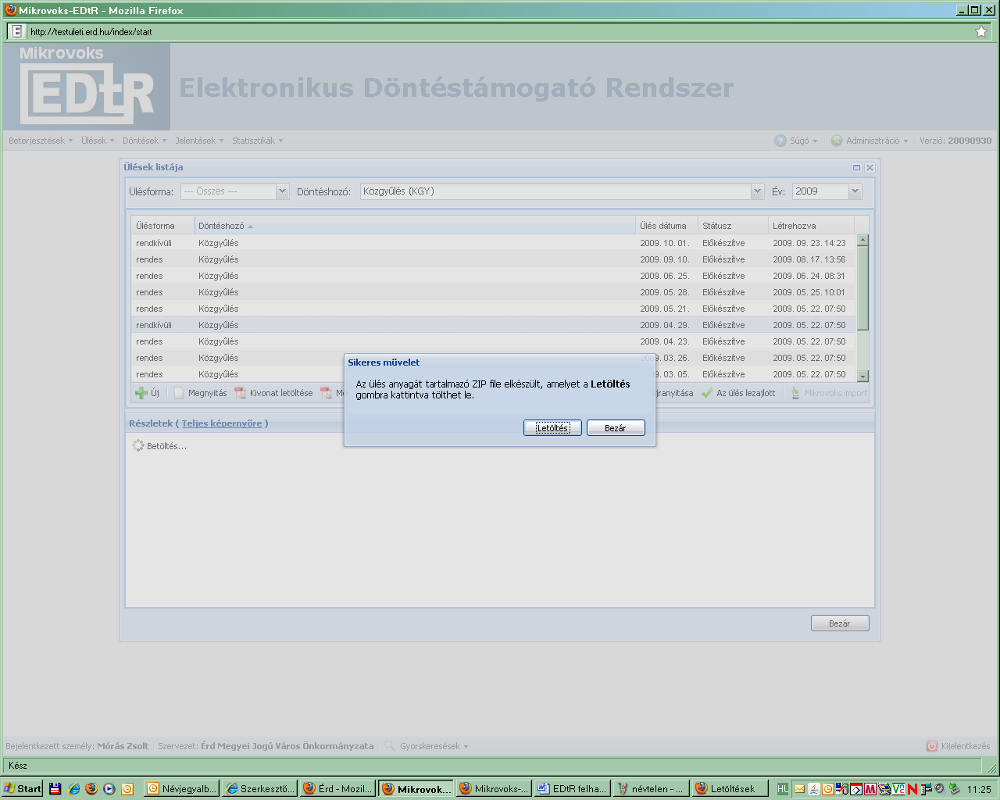 Mikrovoks-EDtR - Mozilla Firefox
http://testuleti.erd.hu/index/start
Mikrovoks
EDtR
Elektronikus Döntéstámogató Rendszer
Beterjesztések Ülések Döntések Jelentések Statisztikák Súgó Adminisztráció Verzió: 20090930
Ülések listája
Ülésforma: --- Összes --- Döntéshozó: Közgyűlés (KGY) Év: 2009
Ülésforma Döntéshozó Ülés dátuma Státusz Létrehozva
rendkívüli Közgyűlés 2009. 10. 01. Előkészítve 2009. 09. 23. 14:23
rendes Közgyűlés 2009. 09. 10. Előkészítve 2009. 08. 17. 13:56
rendes Közgyűlés 2009. 06. 25. Előkészítve 2009. 06. 24. 08:31
rendes Közgyűlés 2009. 05. 28. Előkészítve 2009. 05. 25. 10:01
rendes Közgyűlés 2009. 05. 21. Előkészítve 2009. 05. 22. 07:50
rendkívüli Közgyűlés 2009. 04. 29. Előkészítve 2009. 05. 22. 07:50
rendes Közgyűlés 2009. 04. 23. Előkészítve 2009. 05. 22. 07:50
rendes Közgyűlés 2009. 03. 26. Előkészítve 2009. 05. 22. 07:50
rendes Közgyűlés 2009. 03. 05. Előkészítve 2009. 05. 22. 07:50
Új Megnyitás Kivonat letöltése Az ülés lezajlott Mikrovoks import
Sikeres művelet
Az ülés anyagát tartalmazó ZIP file elkészült, amelyet a Letöltés
gombra kattintva tölthet le.
Letöltés Bezár
Részletek ( Teljes képernyőre )
Betöltés...
Bezár
Bejelentkezett személy: Mórás Zsolt Szervezet: Érd Megyei Jogú Város Önkormányzata Gyorskeresések Kijelentkezés
Kész
Start Névjegyalb... Szerkesztő... Érd - Mozil... Mikrovok... Mikrovoks-... EDtR felha... névtelen - ... Letöltések HU 11:25